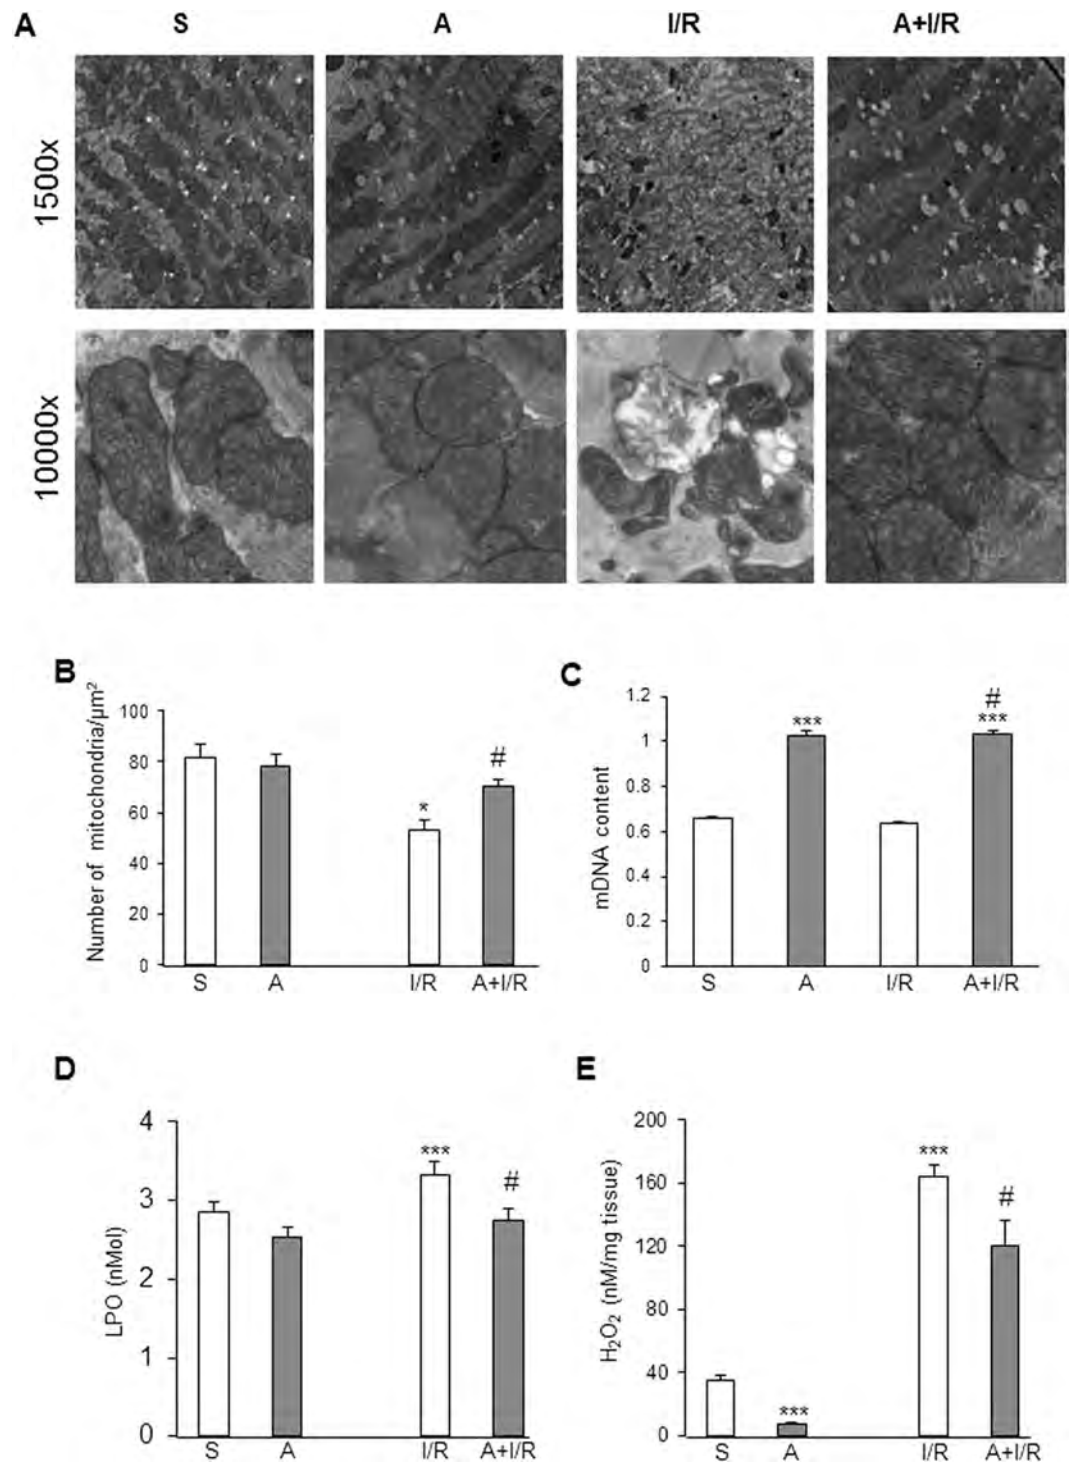 A
S A I/R A+I/R
1500x
10000x
B
Number of mitochondria/µm²
100
80
60
40
20
0
*
#
S A I/R A+I/R
C
mDNA content
1.2
1
0.8
0.6
0.4
0.2
0
***
#
***
S A I/R A+I/R
D
LPO (nMol)
4
3
2
1
0
***
#
S A I/R A+I/R
E
H₂O₂ (nM/mg tissue)
200
160
120
80
40
0
***
***
#
S A I/R A+I/R